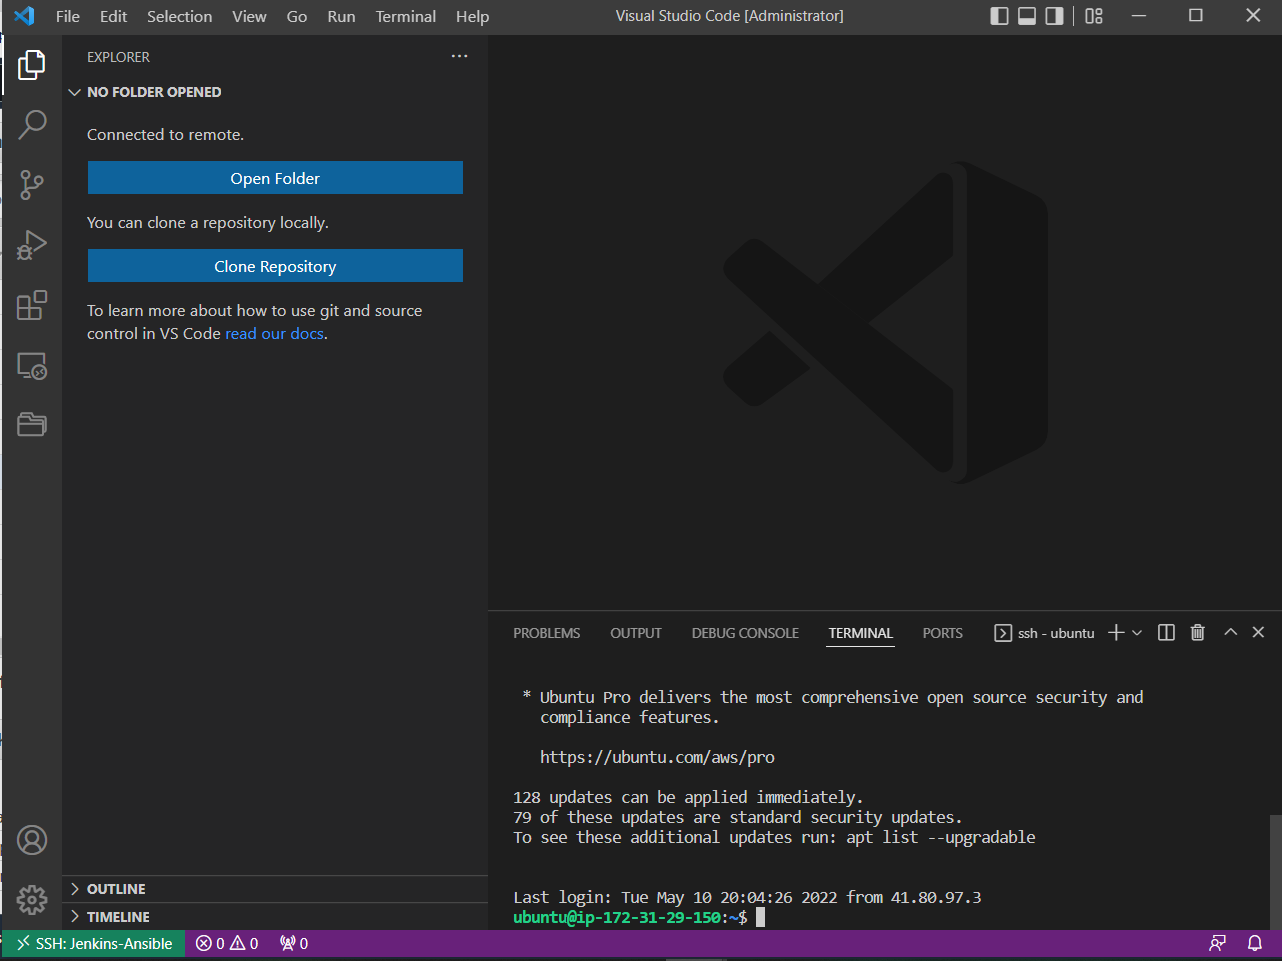 File Edit Selection View Go Run Terminal Help
Visual Studio Code [Administrator]
EXPLORER
NO FOLDER OPENED
Connected to remote.
Open Folder
You can clone a repository locally.
Clone Repository
To learn more about how to use git and source
control in VS Code read our docs.
OUTLINE
TIMELINE
PROBLEMS OUTPUT DEBUG CONSOLE TERMINAL PORTS ssh - ubuntu
* Ubuntu Pro delivers the most comprehensive open source security and
compliance features.
https://ubuntu.com/aws/pro
128 updates can be applied immediately.
79 of these updates are standard security updates.
To see these additional updates run: apt list --upgradable
Last login: Tue May 10 20:04:26 2022 from 41.80.97.3
ubuntu@ip-172-31-29-150:~$
SSH: Jenkins-Ansible 0 0 0